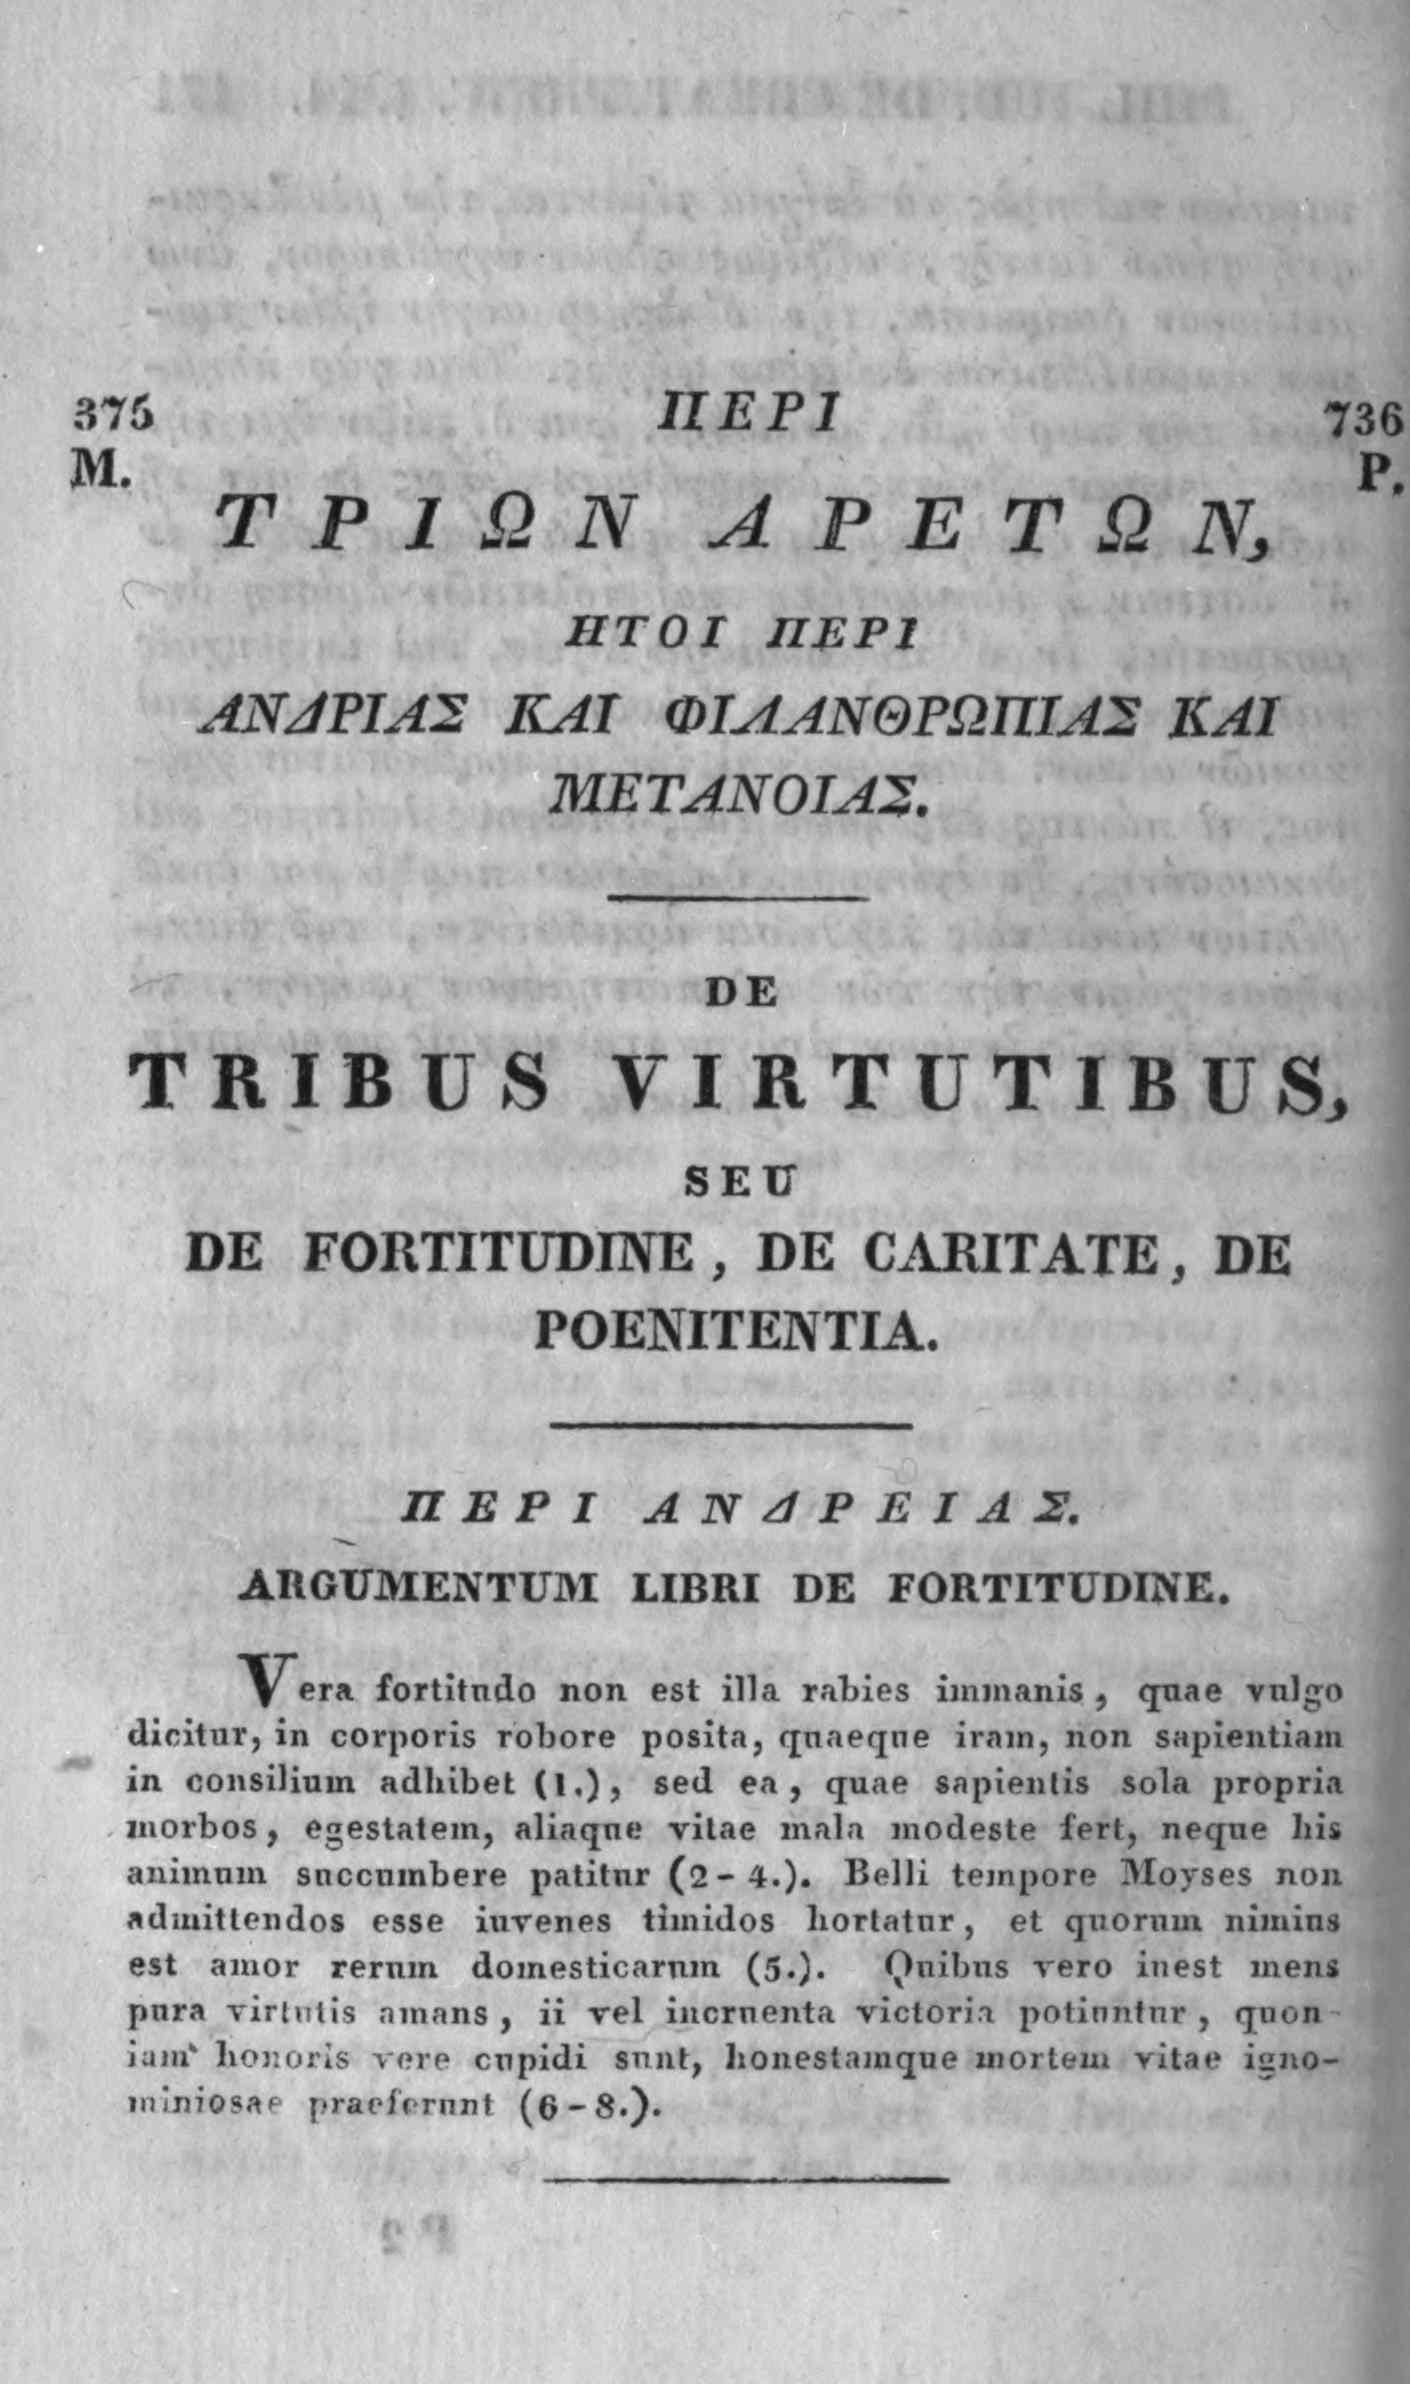 375 ΠΕΡΙ 736
M. P.
ΤΡΙΩΝ ΑΡΕΤΩΝ,
ΗΤΟΙ ΠΕΡΙ
ΑΝΔΡΙΑΣ ΚΑΙ ΦΙΛΑΝΘΡΩΠΙΑΣ ΚΑΙ
ΜΕΤΑΝΟΙΑΣ.
DE
TRIBUS VIRTUTIBUS,
SEU
DE FORTITUDINE, DE CARITATE, DE
POENITENTIA.
ΠΕΡΙ ΑΝΔΡΕΙΑΣ.
ARGUMENTUM LIBRI DE FORTITUDINE.
Vera fortitudo non est illa rabies immanis, quae vulgo
dicitur, in corporis robore posita, quaeque iram, non sapientiam
in consilium adhibet (1.), sed ea, quae sapientis sola propria
morbos, egestatem, aliaque vitae mala modeste fert, neque his
animum succumbere patitur (2-4.). Belli tempore Moyses non
admittendos esse iuvenes timidos hortatur, et quorum nimius
est amor rerum domesticarum (5.). Quibus vero inest mens
pura virtutis amans, ii vel incruenta victoria potiuntur, quon-
iam honoris vere cupidi sunt, honestamque mortem vitae igno-
miniosae praeferunt (6-8.).